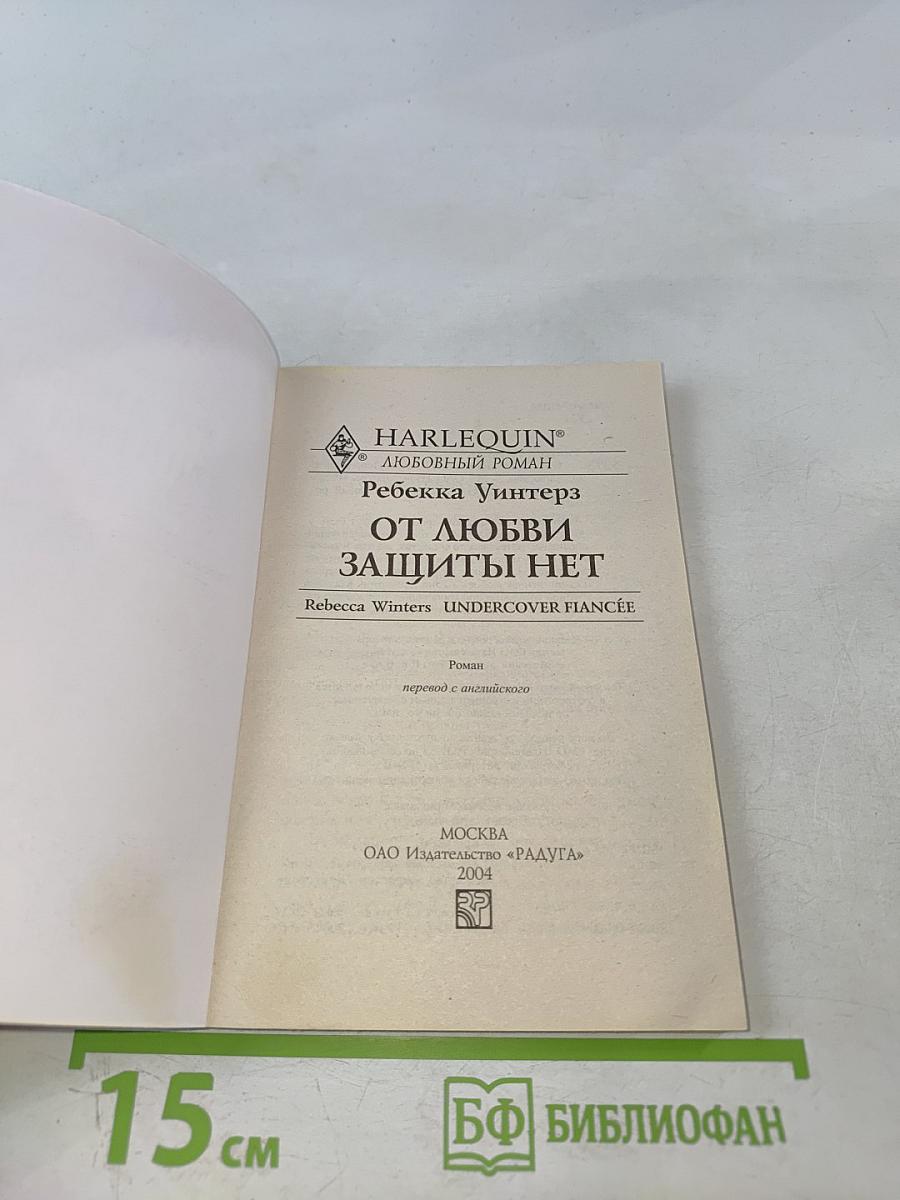 HARLEQUIN®
®
ЛЮБОВНЫЙ РОМАН
Ребекка Уинтерз
ОТ ЛЮБВИ
ЗАЩИТЫ НЕТ
Rebecca Winters UNDERCOVER FIANCÉE
Роман
перевод с английского
МОСКВА
ОАО Издательство «РАДУГА»
2004
15 см
БФ БИБЛИОФАН